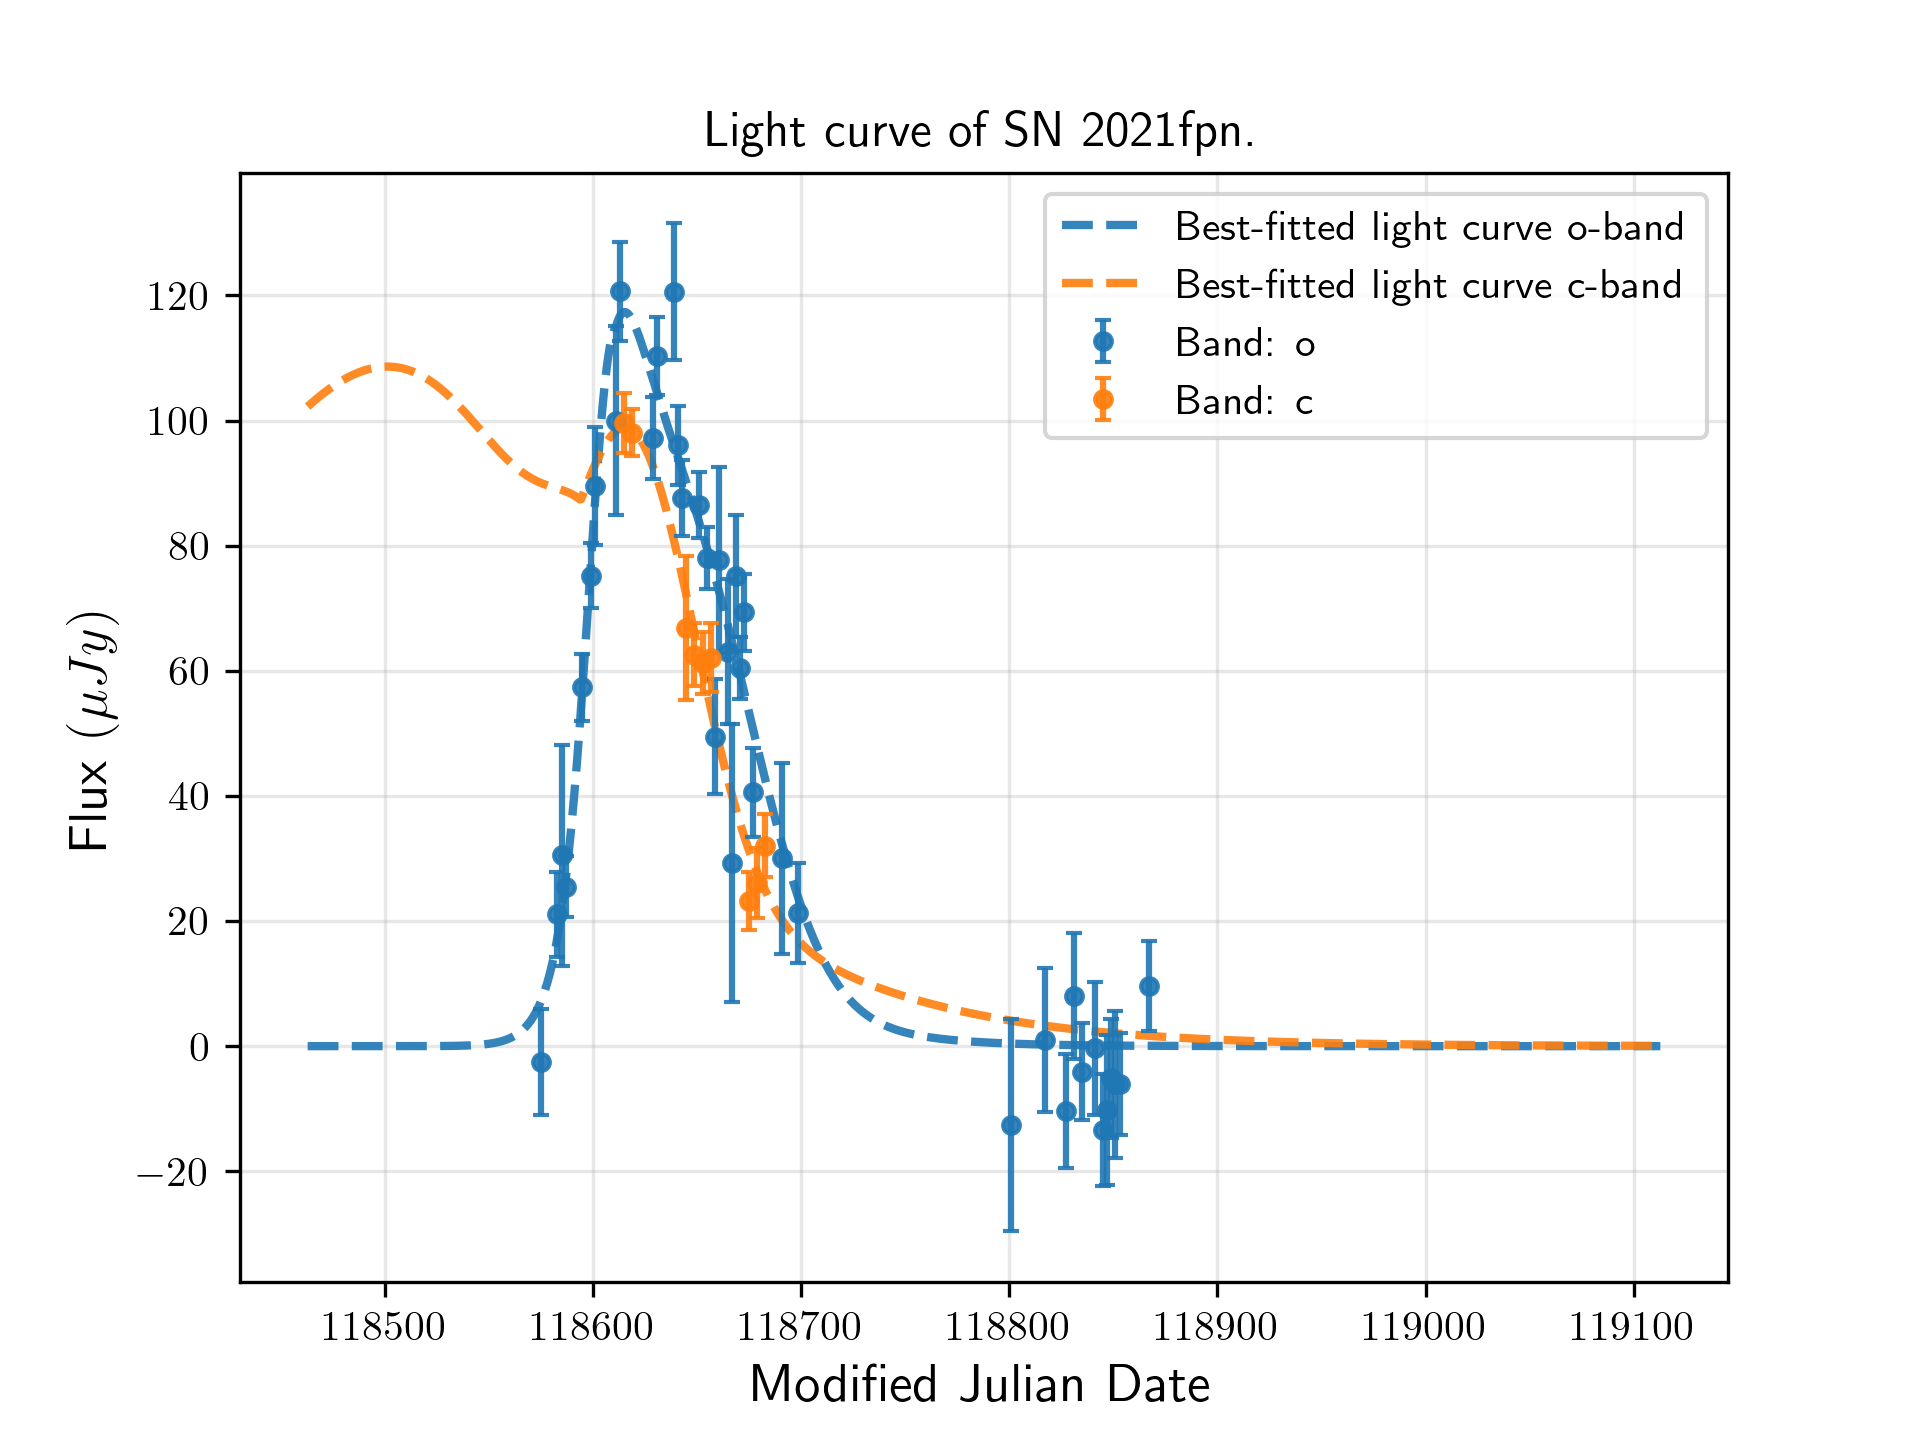 Light curve of SN 2021fpn.
Best-fitted light curve o-band
Best-fitted light curve c-band
Band: o
Band: c
120
100
80
60
40
20
0
−20
Flux (μJy)
118500 118600 118700 118800 118900 119000 119100
Modified Julian Date